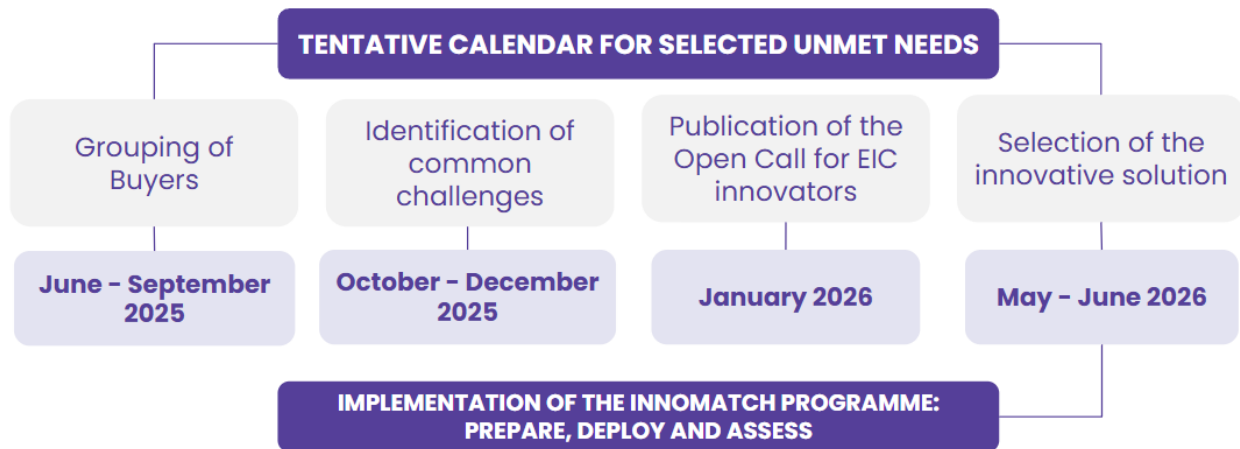 TENTATIVE CALENDAR FOR SELECTED UNMET NEEDS
Grouping of
Buyers
Identification of
common
challenges
Publication of the
Open Call for EIC
innovators
Selection of the
innovative solution
June - September
2025
October - December
2025
January 2026
May - June 2026
IMPLEMENTATION OF THE INNOMATCH PROGRAMME:
PREPARE, DEPLOY AND ASSESS